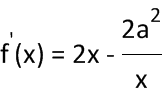 f'(x) = 2x - 2a²/x